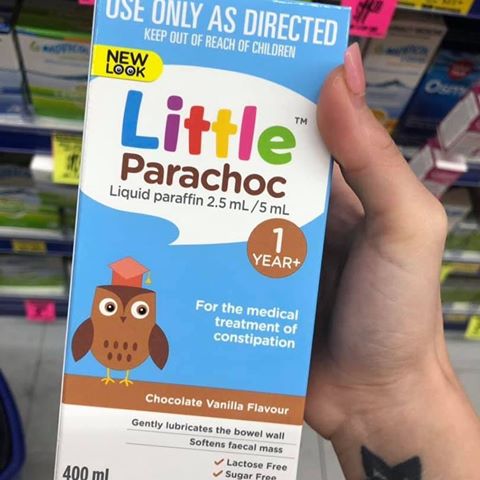 USE ONLY AS DIRECTED
KEEP OUT OF REACH OF CHILDREN
NEW
LOOK
Little™
Parachoc
Liquid paraffin 2.5 mL/5 mL
1
YEAR+
For the medical
treatment of
constipation
Chocolate Vanilla Flavour
Gently lubricates the bowel wall
Softens faecal mass
✓ Lactose Free
✓ Sugar Free
400 ml